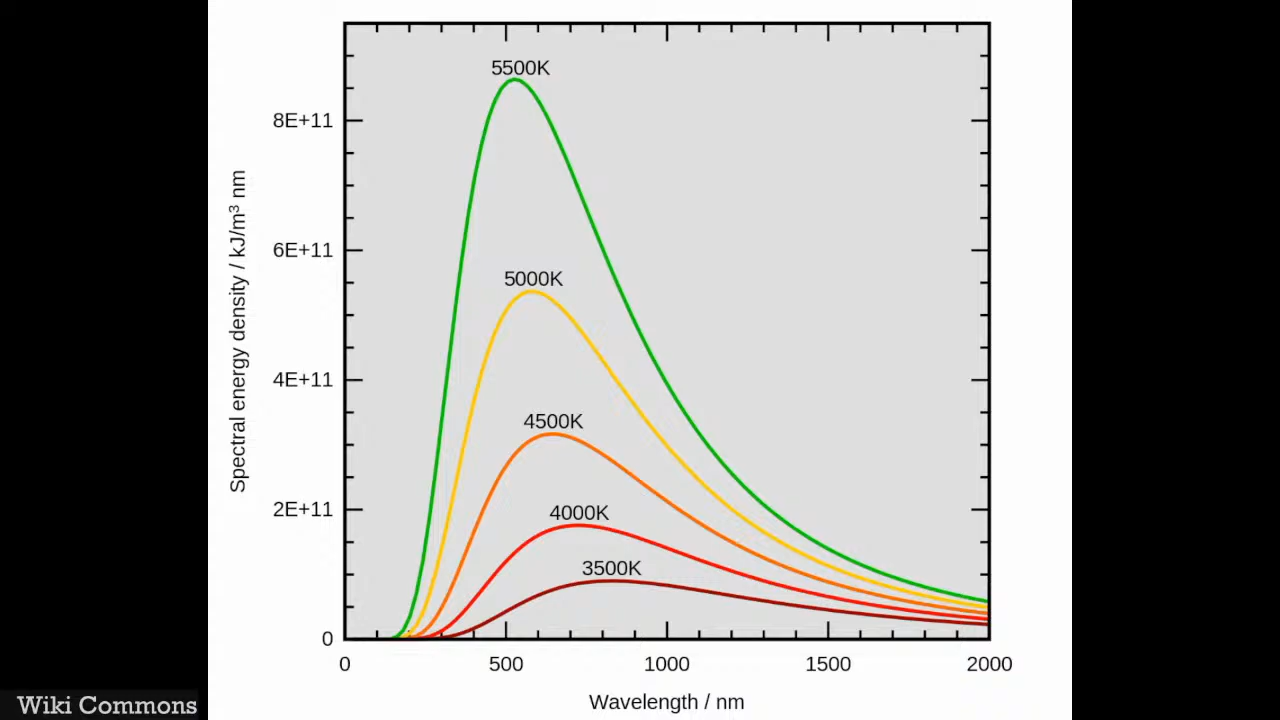 5500K
8E+11
6E+11
5000K
4E+11
4500K
2E+11
4000K
3500K
0
0 500 1000 1500 2000
Wavelength / nm
Spectral energy density / kJ/m³ nm
Wiki Commons